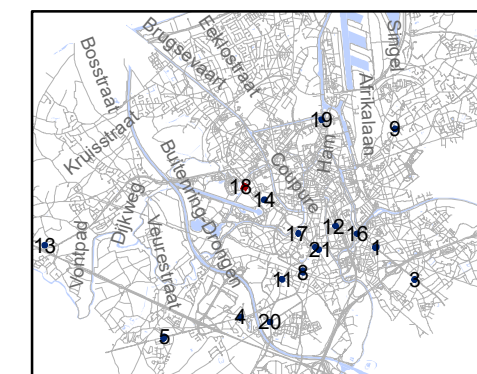 Brugsevaart
Eeklostraat
Singel
Bosstraat
Afrikalaan
19
9
Kruisstraat
Ham
Coupure
Buitenring-Drongen
18
14
Dijkweg
12
17
16
13
21
1
Vontpad
Veurestraat
8
11
3
4
20
5